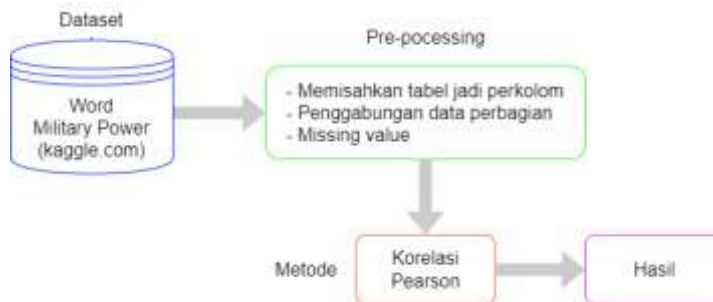 Dataset
Word
Military Power
(kaggle.com)
Pre-pocessing
- Memisahkan tabel jadi perkolom
- Penggabungan data perbagian
- Missing value
Metode
Korelasi
Pearson
Hasil